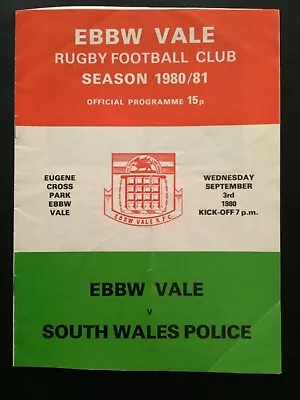 EBBW VALE
RUGBY FOOTBALL CLUB
SEASON 1980/81
OFFICIAL PROGRAMME 15p
EUGENE
CROSS
PARK
EBBW
VALE
EBBW VALE R.F.C.
WEDNESDAY
SEPTEMBER
3rd
1980
KICK-OFF 7 p.m.
EBBW VALE
v
SOUTH WALES POLICE